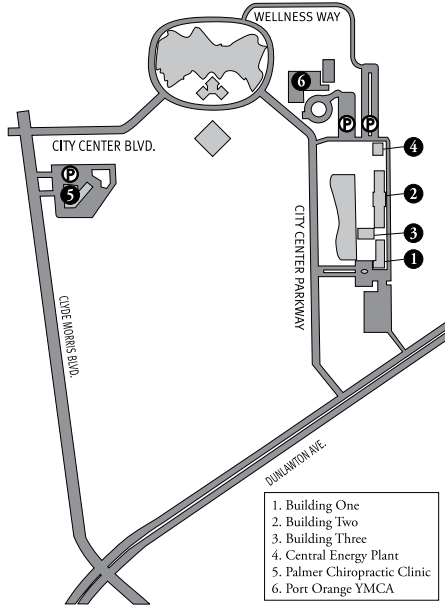 WELLNESS WAY
6
P
P
CITY CENTER BLVD.
4
P
5
2
CITY CENTER PARKWAY
3
1
CLYDE MORRIS BLVD.
DUNLAWTON AVE.
1. Building One
2. Building Two
3. Building Three
4. Central Energy Plant
5. Palmer Chiropractic Clinic
6. Port Orange YMCA